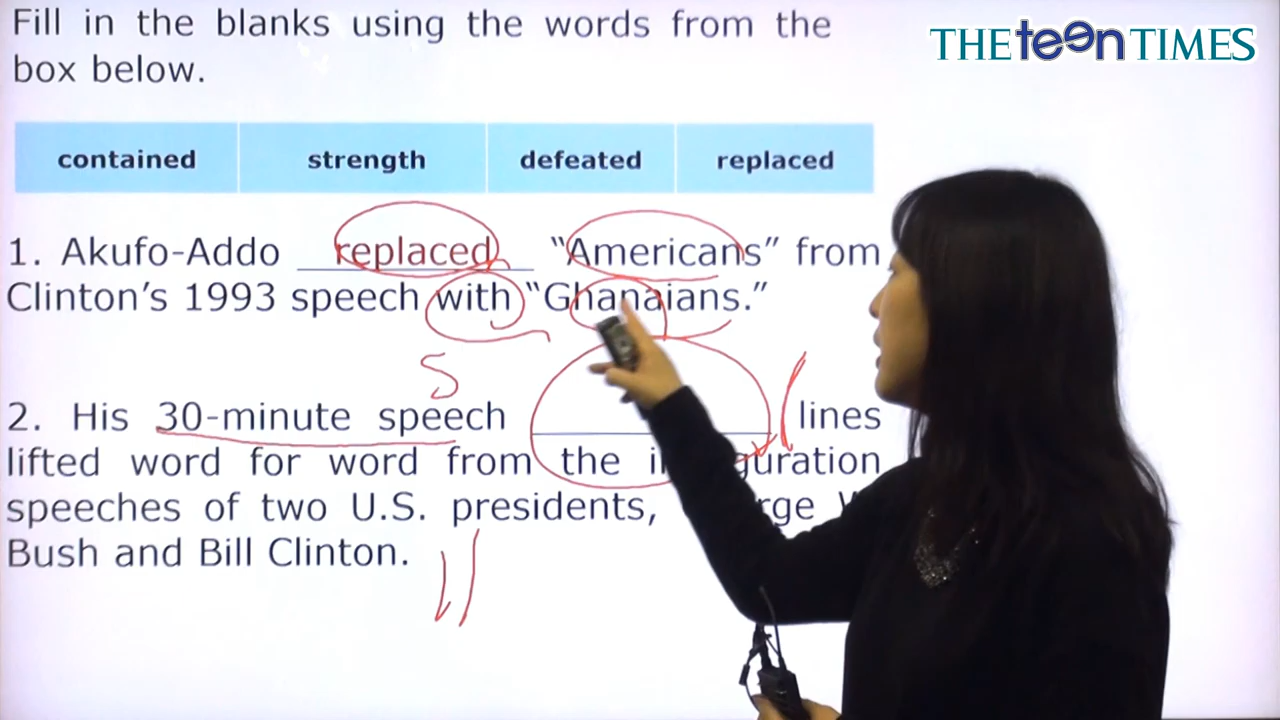 Fill in the blanks using the words from the
box below.
THE teen TIMES
contained strength defeated replaced
1. Akufo-Addo replaced "Americans" from
Clinton's 1993 speech with "Ghanaians."
S
2. His 30-minute speech lines
lifted word for word from the
speeches of two U.S. presidents,
Bush and Bill Clinton.